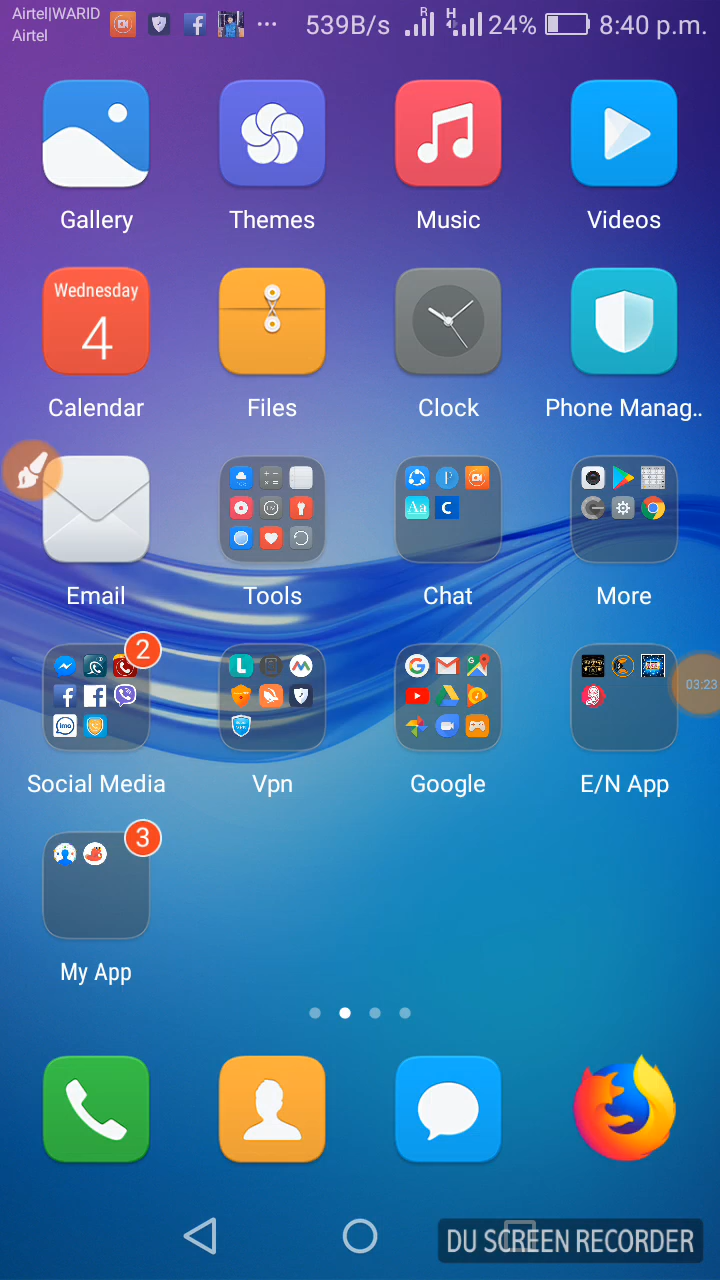 Airtel|WARID
Airtel
539B/s R H 24% 8:40 p.m.
Gallery Themes Music Videos
Wednesday
4
Calendar Files Clock Phone Manag..
Email Tools Chat More
2
03:23
Social Media Vpn Google E/N App
3
My App
DU SCREEN RECORDER